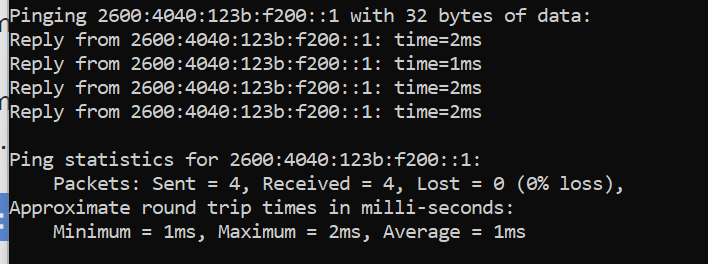 Pinging 2600:4040:123b:f200::1 with 32 bytes of data:
Reply from 2600:4040:123b:f200::1: time=2ms
Reply from 2600:4040:123b:f200::1: time=1ms
Reply from 2600:4040:123b:f200::1: time=2ms
Reply from 2600:4040:123b:f200::1: time=2ms

Ping statistics for 2600:4040:123b:f200::1:
    Packets: Sent = 4, Received = 4, Lost = 0 (0% loss),
Approximate round trip times in milli-seconds:
    Minimum = 1ms, Maximum = 2ms, Average = 1ms